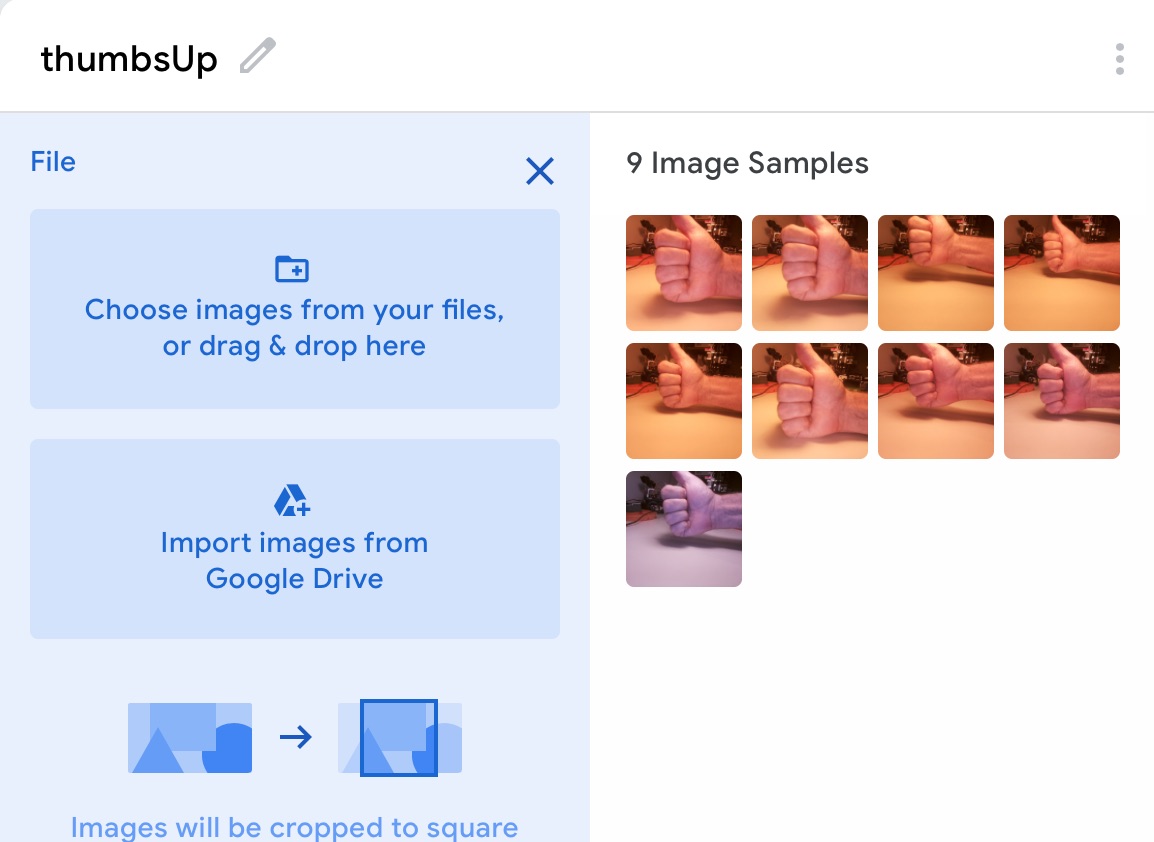 thumbsUp
File
Choose images from your files,
or drag & drop here
Import images from
Google Drive
Images will be cropped to square
9 Image Samples